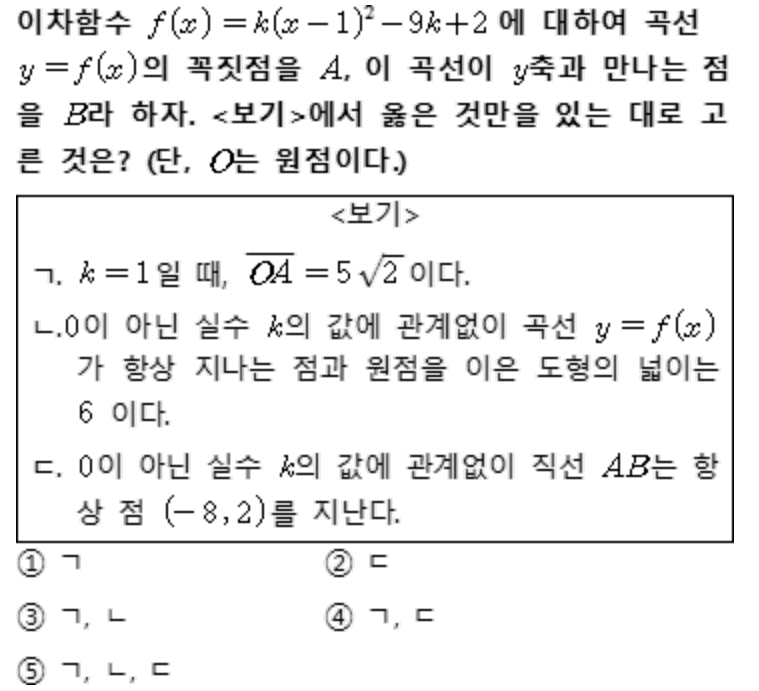 이차함수 f(x)=k(x-1)²-9k+2에 대하여 곡선
y=f(x)의 꼭짓점을 A, 이 곡선이 y축과 만나는 점
을 B라 하자. <보기>에서 옳은 것만을 있는 대로 고
른 것은? (단, O는 원점이다.)
<보기>
ㄱ. k=1일 때, \overline{OA}=5√2이다.
ㄴ.0이 아닌 실수 k의 값에 관계없이 곡선 y=f(x)
가 항상 지나는 점과 원점을 이은 도형의 넓이는
6 이다.
ㄷ. 0이 아닌 실수 k의 값에 관계없이 직선 AB는 항
상 점 (-8,2)를 지난다.
① ㄱ ② ㄷ
③ ㄱ, ㄴ ④ ㄱ, ㄷ
⑤ ㄱ, ㄴ, ㄷ